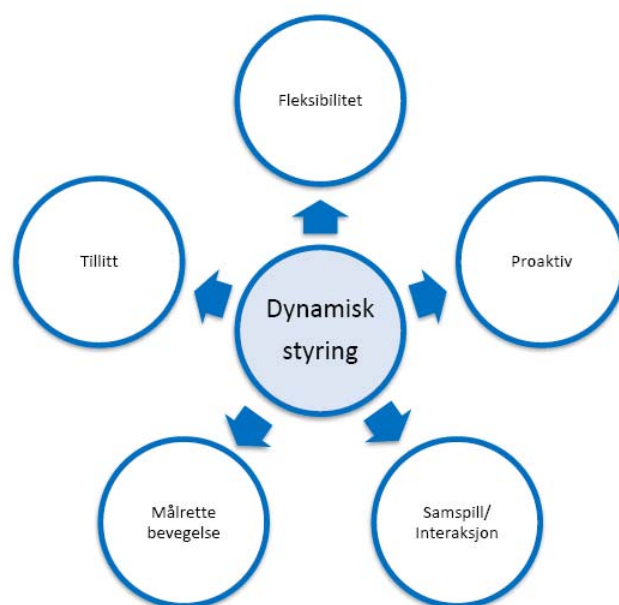 Fleksibilitet
Tillitt
Proaktiv
Dynamisk
styring
Målrette
bevegelse
Samspill/
Interaksjon